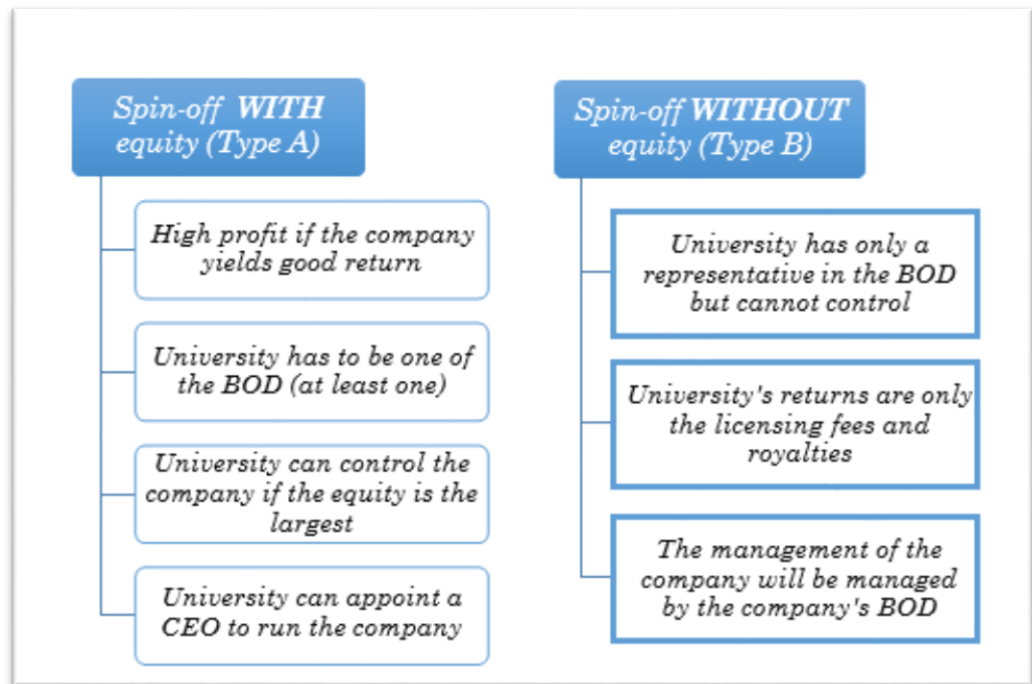 Spin-off WITH
equity (Type A)
High profit if the company
yields good return
University has to be one of
the BOD (at least one)
University can control the
company if the equity is the
largest
University can appoint a
CEO to run the company
Spin-off WITHOUT
equity (Type B)
University has only a
representative in the BOD
but cannot control
University's returns are only
the licensing fees and
royalties
The management of the
company will be managed
by the company's BOD